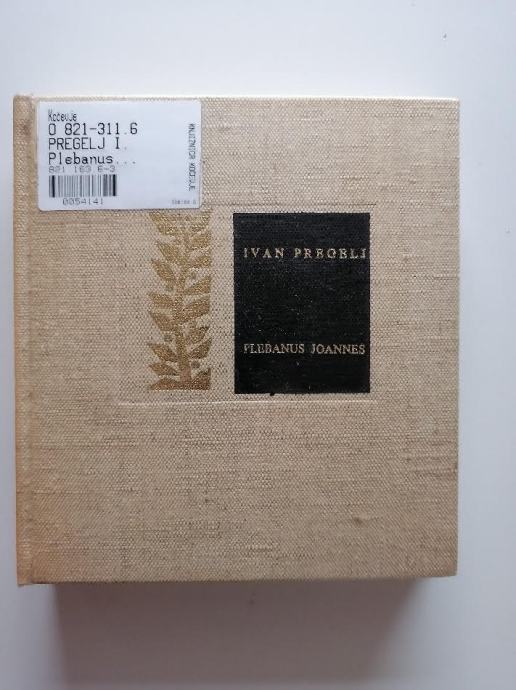 Kočevje
O 821-311.6
PREGELJ I.
Plebanus...
821 163 6-3
0054141
KNJIŽNICA KOČEVJE
IVAN PREGELJ
PLEBANUS JOANNES